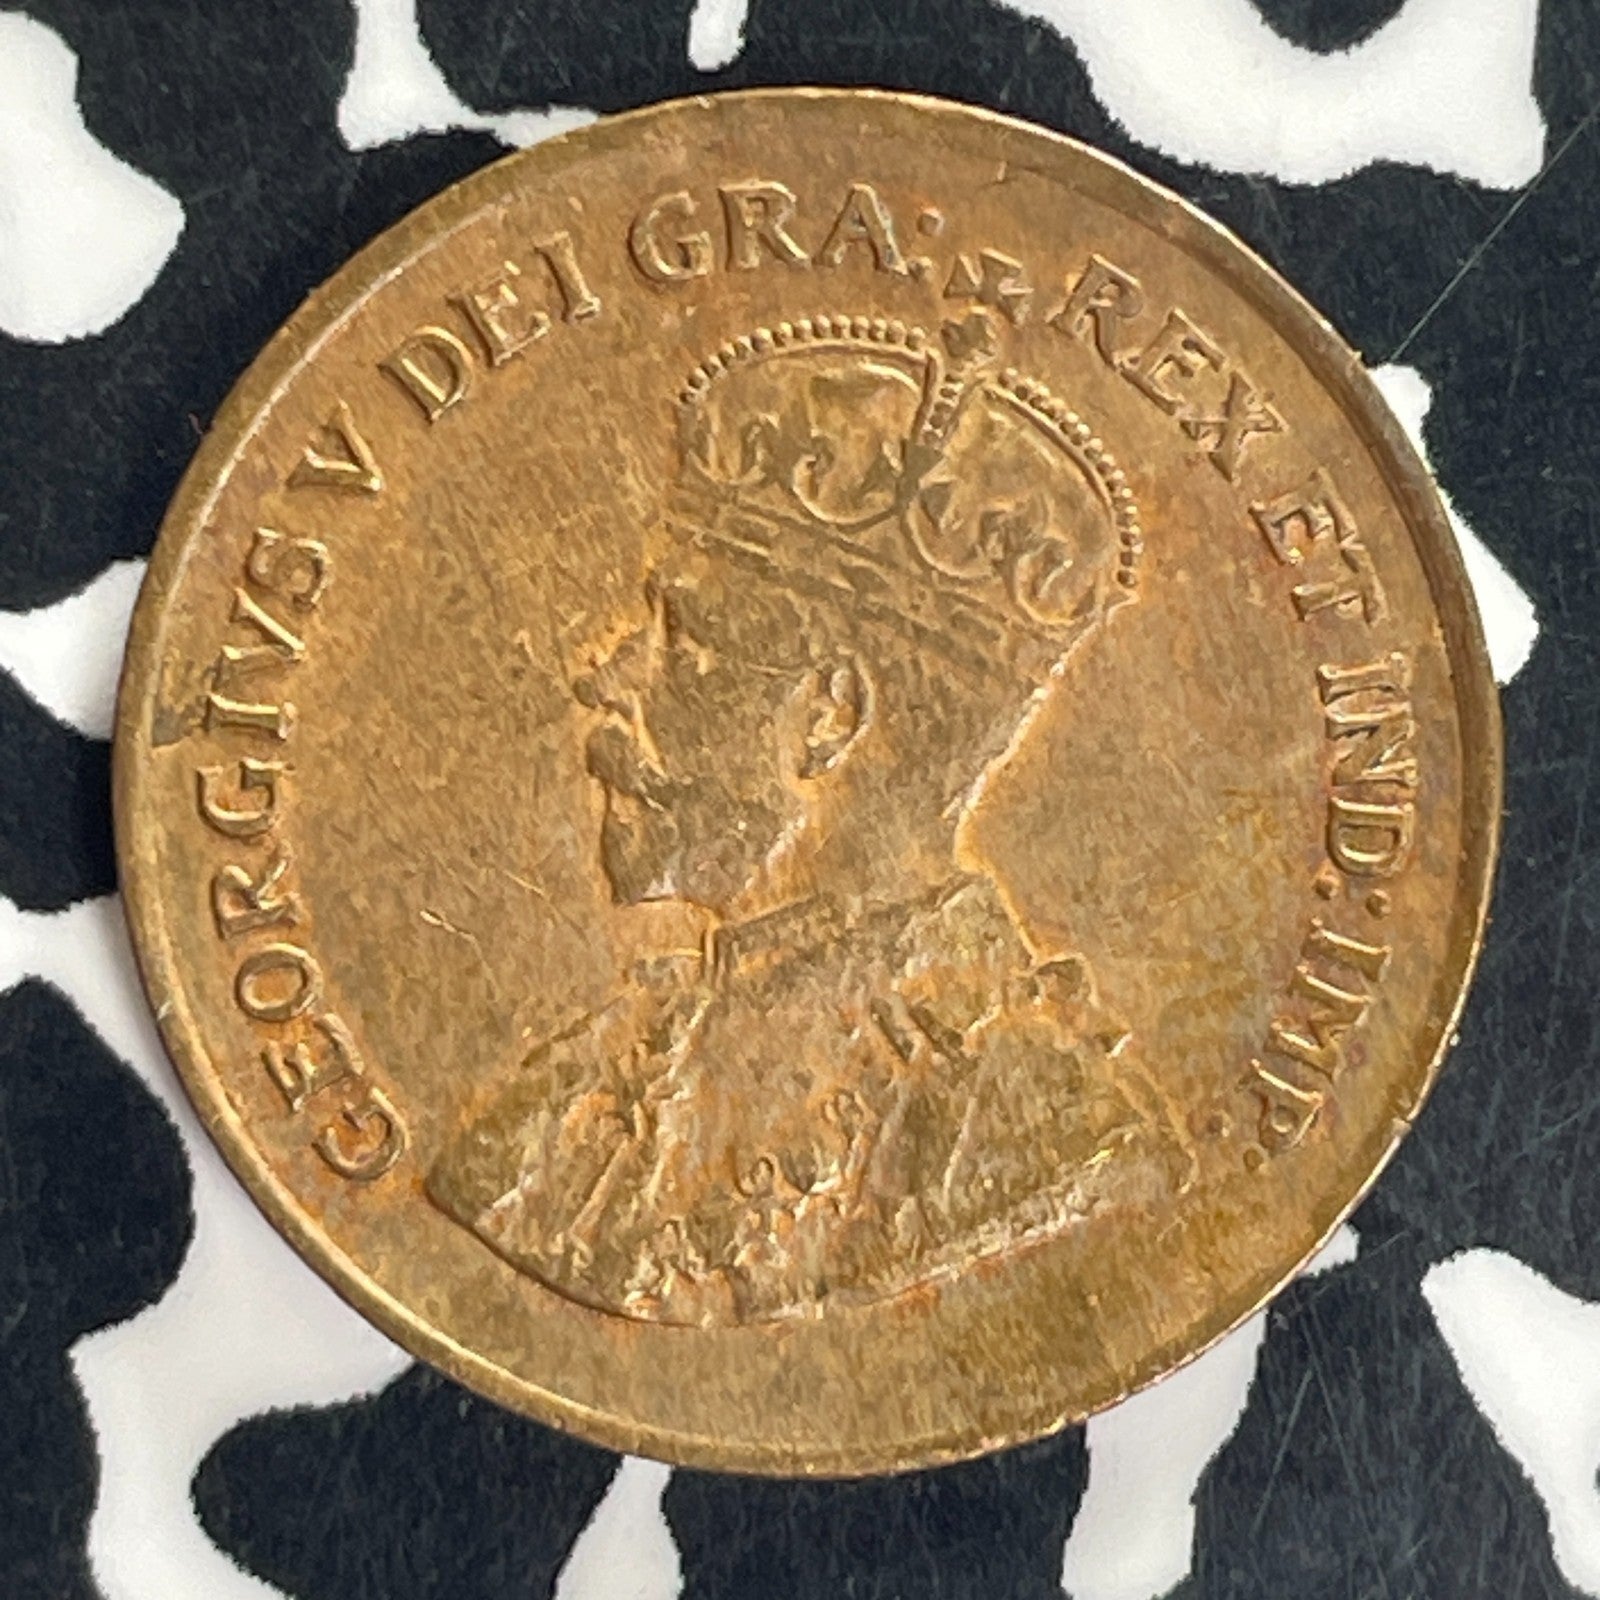 GEORGIVS V DEI GRA: REX ET IND: IMP: